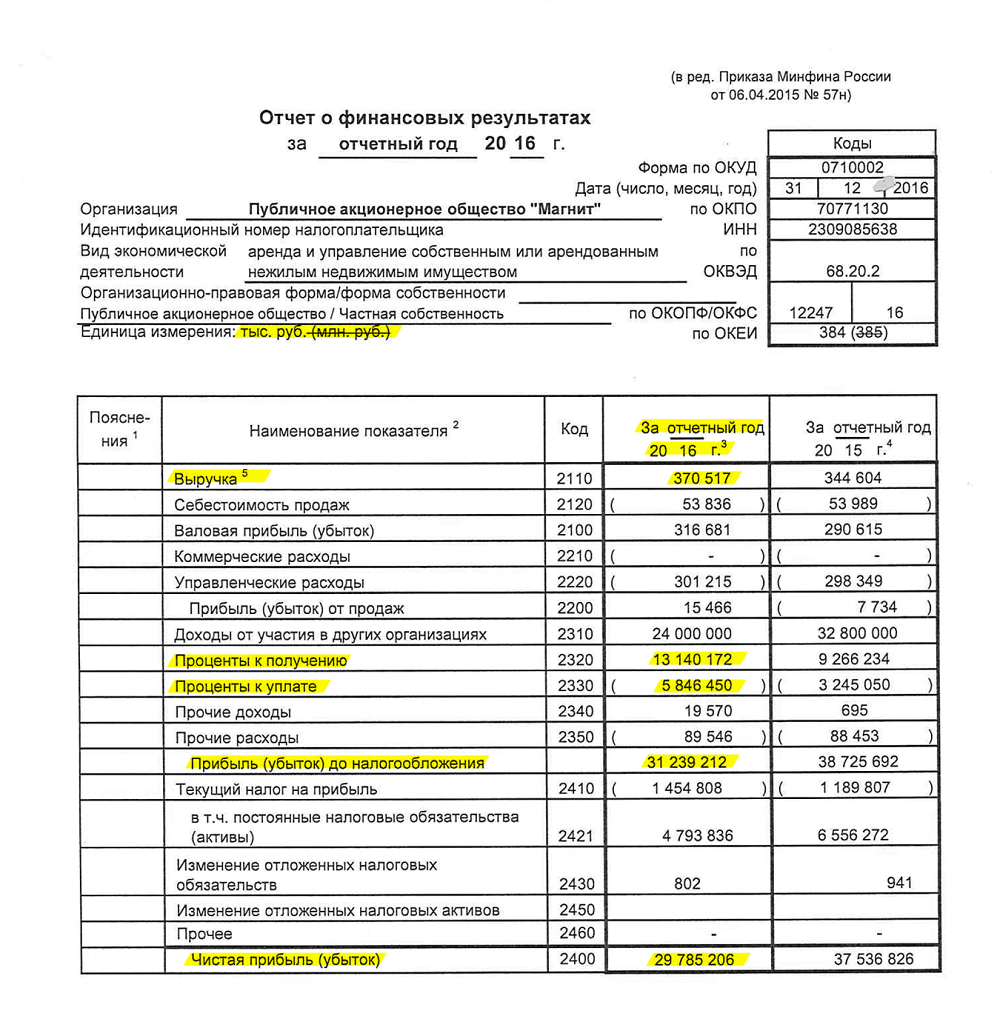 (в ред. Приказа Минфина России
от 06.04.2015 № 57н)
Отчет о финансовых результатах
за отчетный год 20 16 г.
Коды
Форма по ОКУД 0710002
Дата (число, месяц, год) 31 12 2016
Организация Публичное акционерное общество "Магнит" по ОКПО 70771130
Идентификационный номер налогоплательщика ИНН 2309085638
Вид экономической аренда и управление собственным или арендованным по
деятельности нежилым недвижимым имуществом ОКВЭД 68.20.2
Организационно-правовая форма/форма собственности
Публичное акционерное общество / Частная собственность по ОКОПФ/ОКФС 12247 16
Единица измерения: тыс. руб. (млн. руб.) по ОКЕИ 384 (385)
Поясне- За отчетный год За отчетный год
ния 1 Наименование показателя 2 Код 20 16 г.3 20 15 г.4
Выручка 5 2110 370 517 344 604
Себестоимость продаж 2120 ( 53 836 ) ( 53 989 )
Валовая прибыль (убыток) 2100 316 681 290 615
Коммерческие расходы 2210 ( - ) ( - )
Управленческие расходы 2220 ( 301 215 ) ( 298 349 )
Прибыль (убыток) от продаж 2200 15 466 ( 7 734 )
Доходы от участия в других организациях 2310 24 000 000 32 800 000
Проценты к получению 2320 13 140 172 9 266 234
Проценты к уплате 2330 ( 5 846 450 ) ( 3 245 050 )
Прочие доходы 2340 19 570 695
Прочие расходы 2350 ( 89 546 ) ( 88 453 )
Прибыль (убыток) до налогообложения 31 239 212 38 725 692
Текущий налог на прибыль 2410 ( 1 454 808 ) ( 1 189 807 )
в т.ч. постоянные налоговые обязательства
(активы) 2421 4 793 836 6 556 272
Изменение отложенных налоговых
обязательств 2430 802 941
Изменение отложенных налоговых активов 2450
Прочее 2460 - -
Чистая прибыль (убыток) 2400 29 785 206 37 536 826